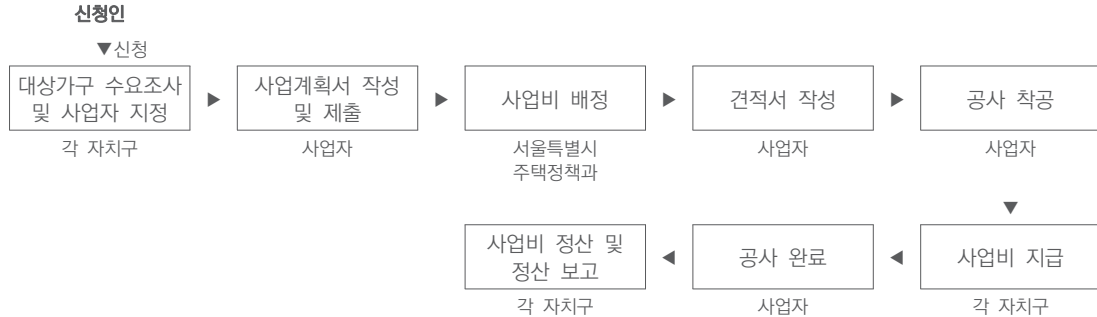 신청인
▼신청
대상가구 수요조사
및 사업자 지정
▶
사업계획서 작성
및 제출
▶
사업비 배정
▶
견적서 작성
▶
공사 착공
각 자치구
사업자
서울특별시
주택정책과
사업자
사업자
▼
사업비 정산 및
정산 보고
◀
공사 완료
◀
사업비 지급
각 자치구
사업자
각 자치구